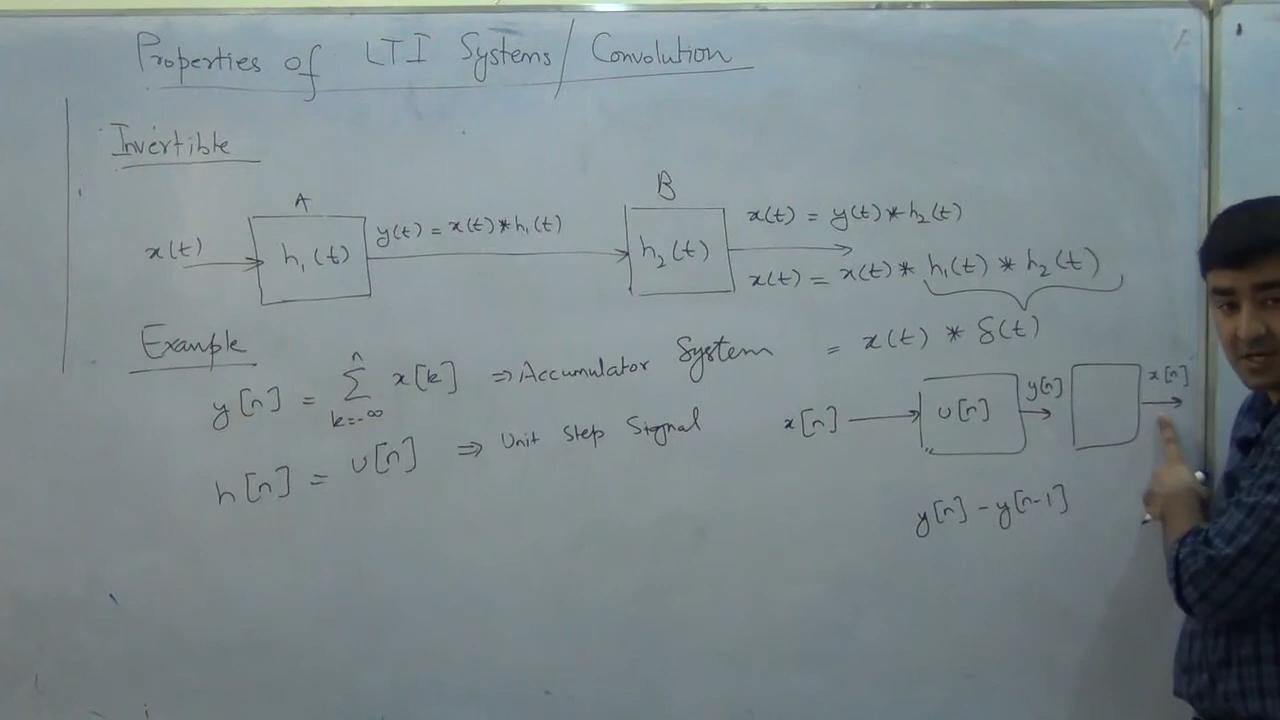 Properties of LTI Systems/Convolution
Invertible
A
B
x(t)
h₁(t)
y(t) = x(t)*h₁(t)
h₂(t)
x(t) = y(t)*h₂(t)
x(t) = x(t)* h₁(t) * h₂(t)
= x(t) * δ(t)
Example
y[n] = n Σ k=-∞ x[k] ⇒ Accumulator System
h[n] = u[n] ⇒ Unit Step Signal
x[n]
u[n]
y[n]
x[n]
y[n] - y[n-1]